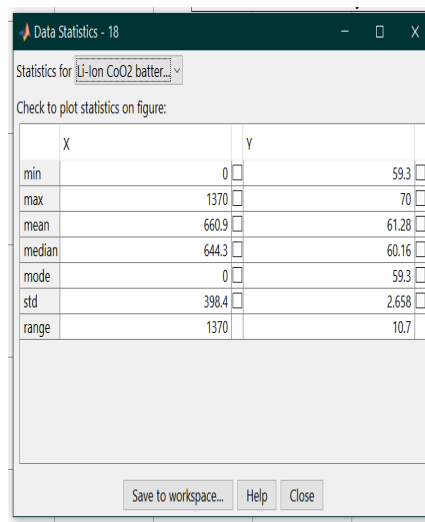 Data Statistics - 18
Statistics for Li-Ion CoO2 batter...
Check to plot statistics on figure:
X Y
min 0 59.3
max 1370 70
mean 660.9 61.28
median 644.3 60.16
mode 0 59.3
std 398.4 2.658
range 1370 10.7
Save to workspace... Help Close